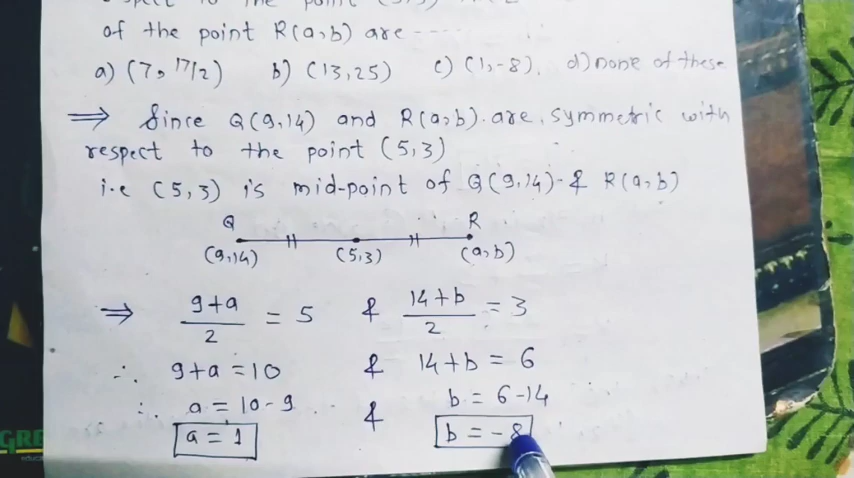 of the point R(a,b) are ----
a) (7, 17/2) b) (13,25) c) (1,-8). d) none of these
⇒ Since Q(9,14) and R(a,b) are symmetric with
respect to the point (5,3)
i.e (5,3) is mid-point of Q(9,14) & R(a,b)
Q R
(9,14) (5,3) (a,b)
⇒ 9+a/2 = 5 & 14+b/2 = 3
∴ 9+a = 10 & 14+b = 6
∴ a = 10-9 & b = 6-14
a = 1 b = -8
GRE